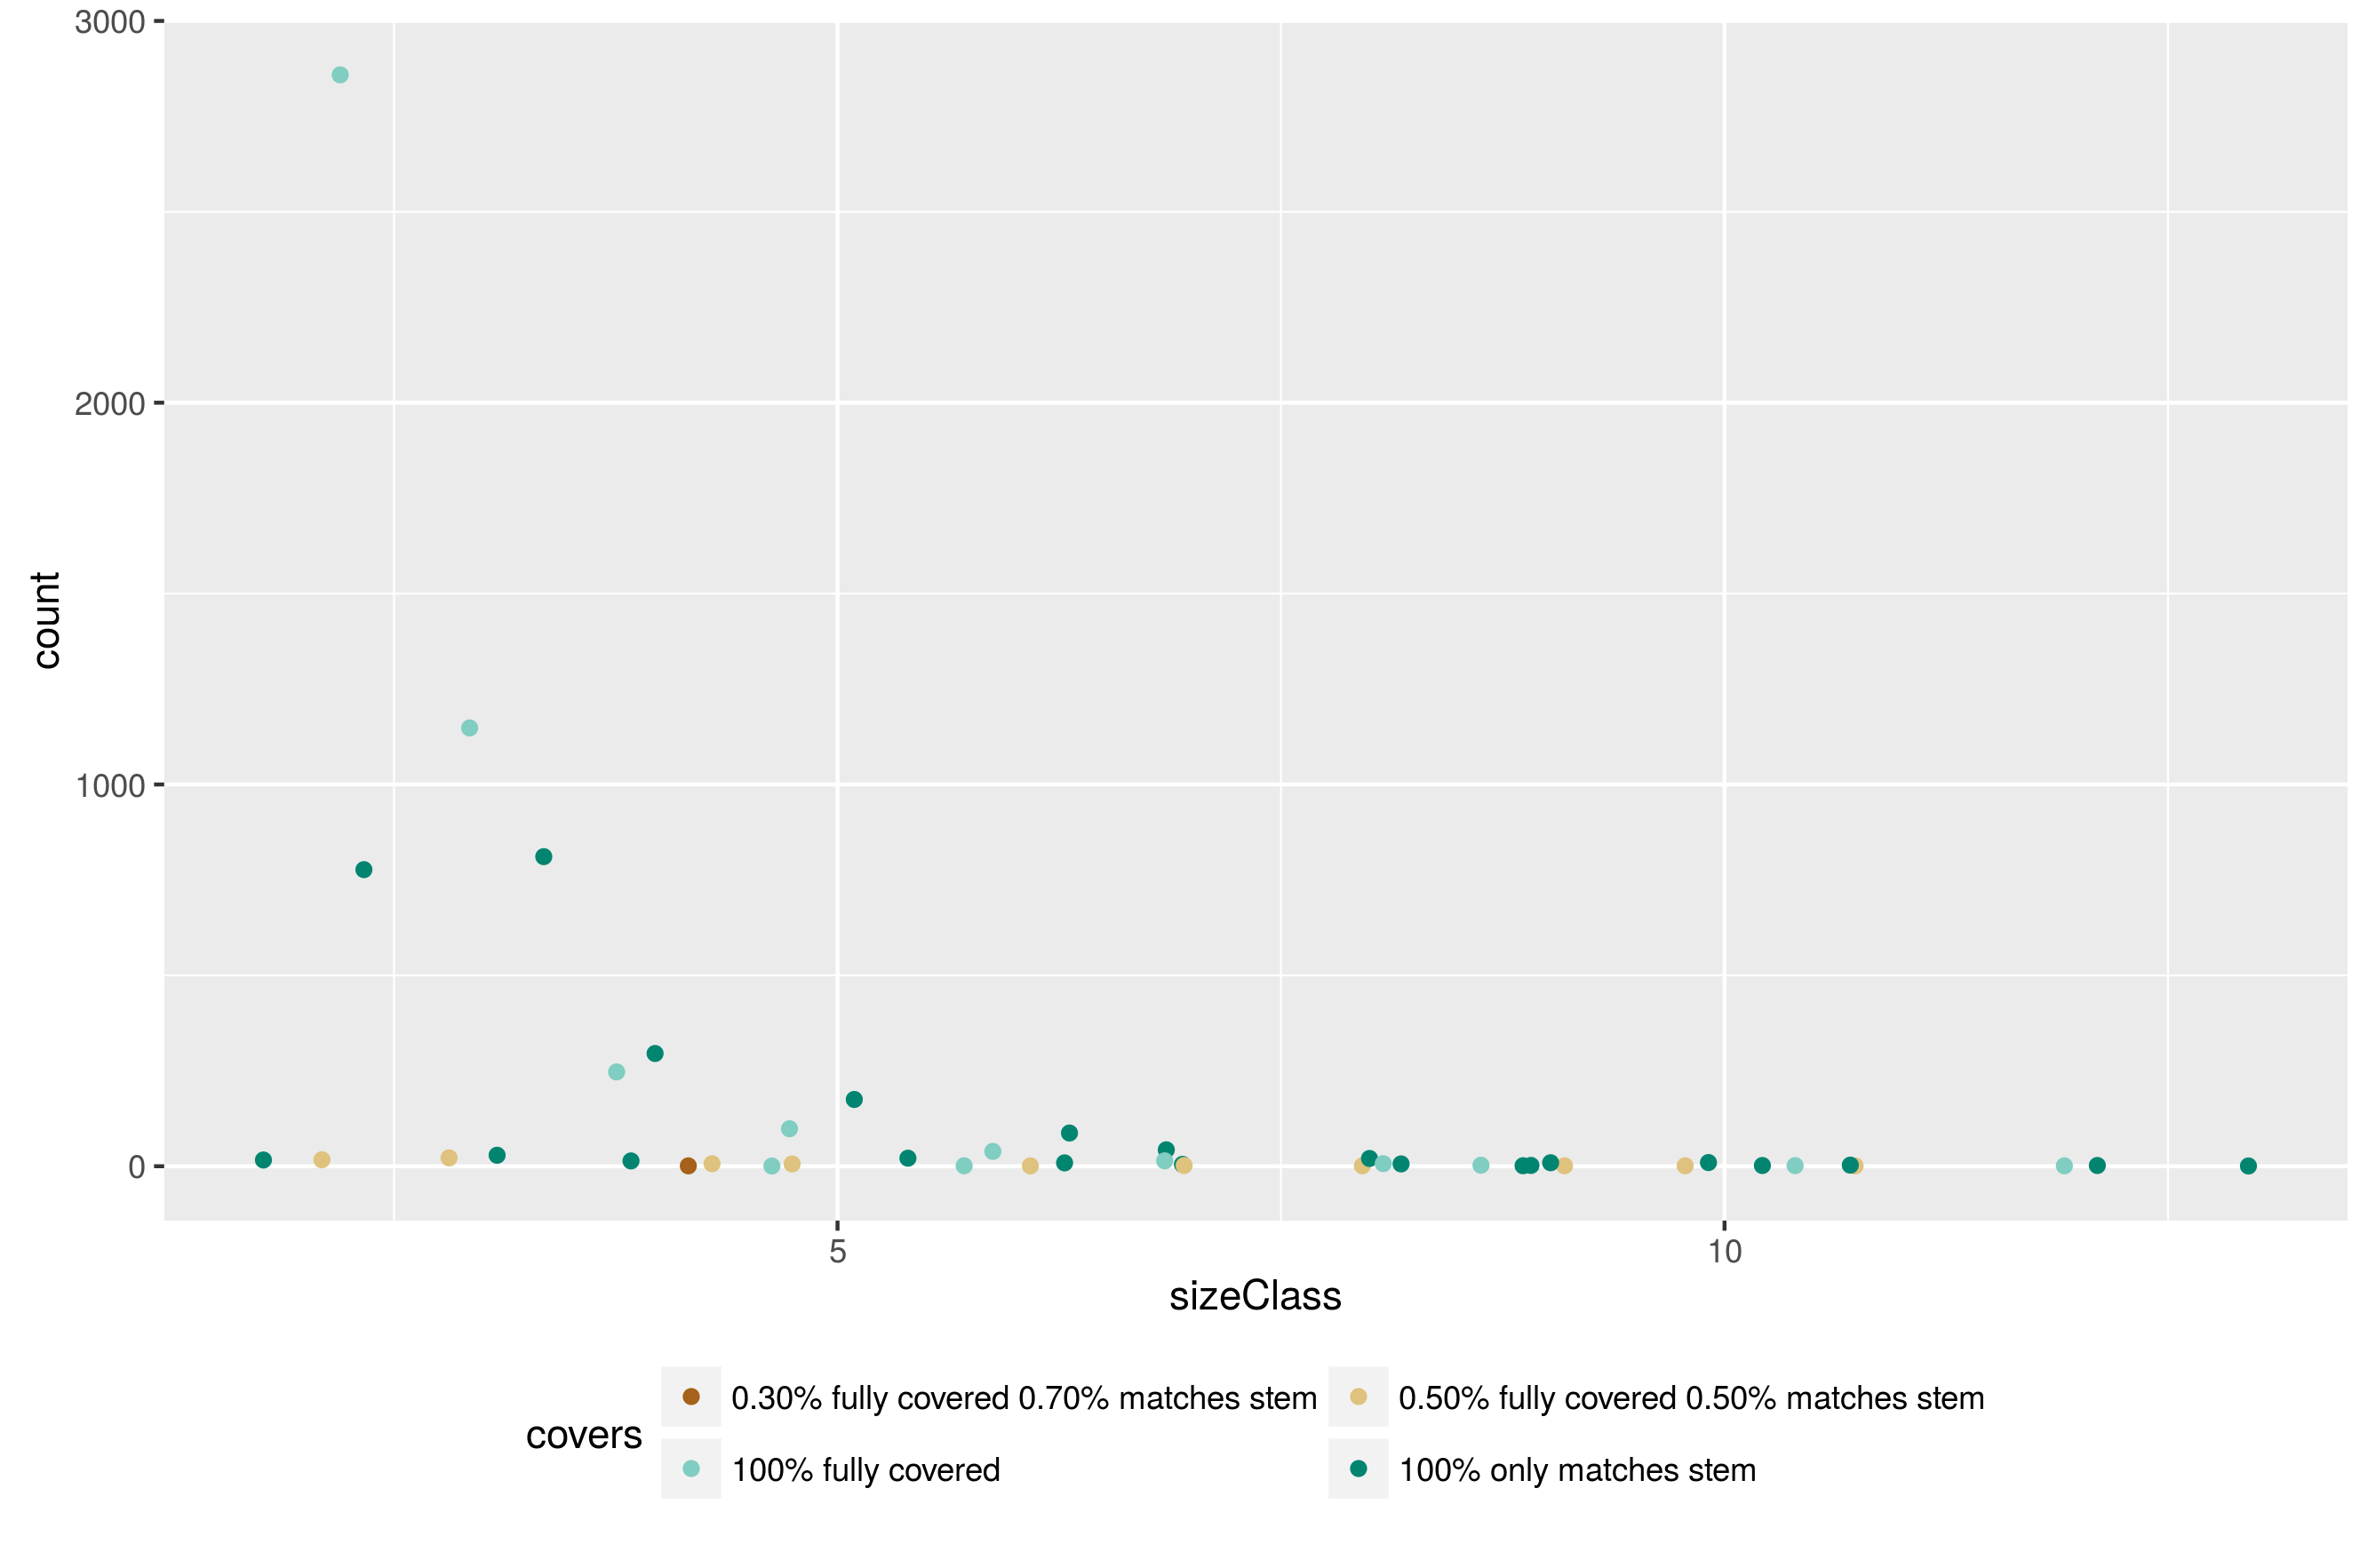 3000
2000
1000
0
count
5 10
sizeClass
covers
0.30% fully covered 0.70% matches stem
0.50% fully covered 0.50% matches stem
100% fully covered
100% only matches stem